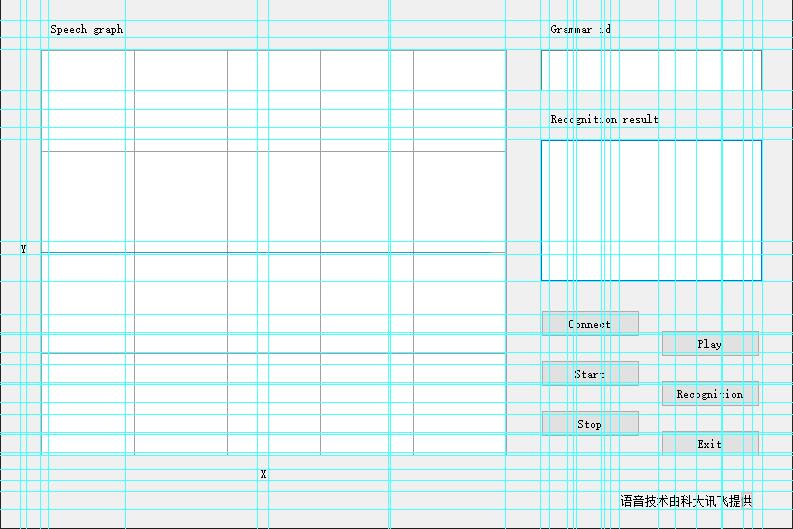 Speech graph
Grammar id
Recognition result
Y
Connect
Play
Start
Recognition
Stop
Exit
X
语音技术由科大讯飞提供